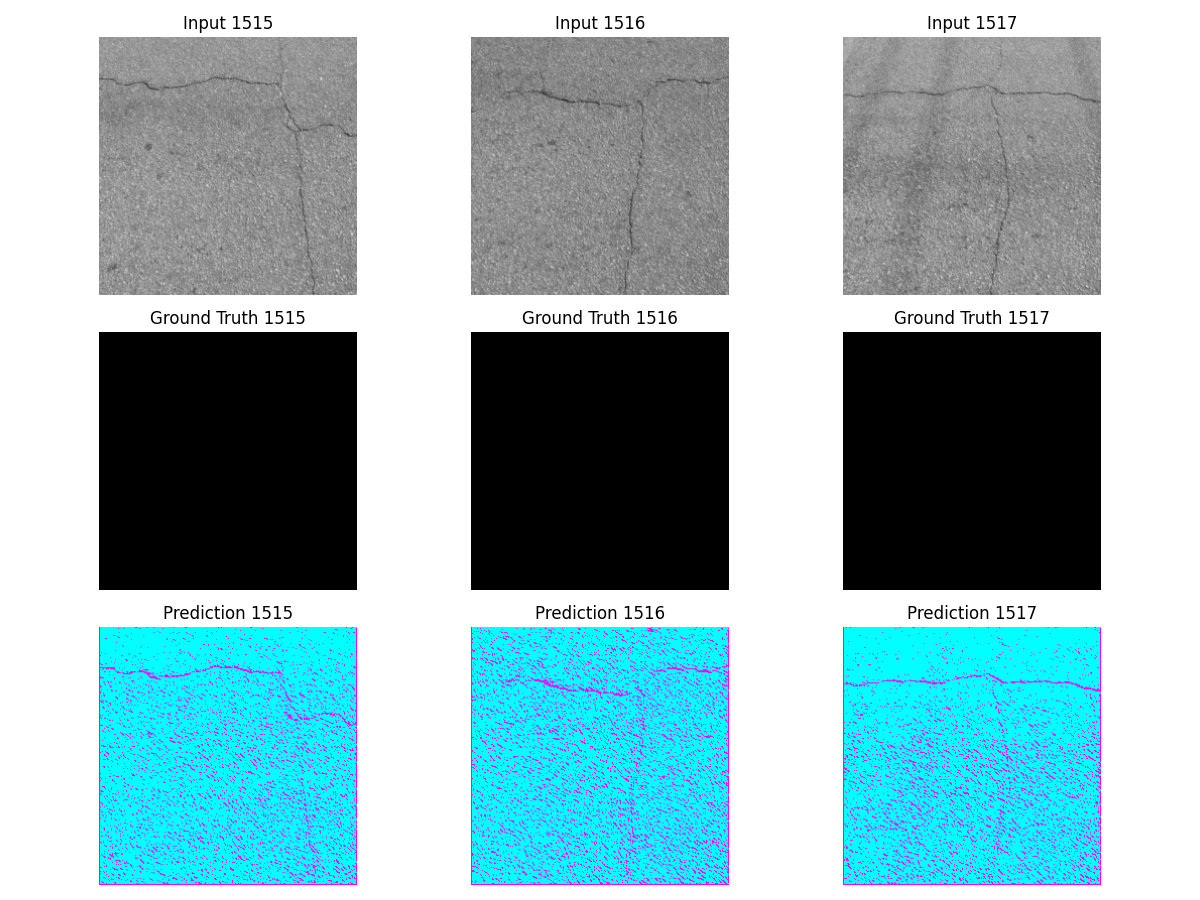 Input 1515
Input 1516
Input 1517
Ground Truth 1515
Ground Truth 1516
Ground Truth 1517
Prediction 1515
Prediction 1516
Prediction 1517